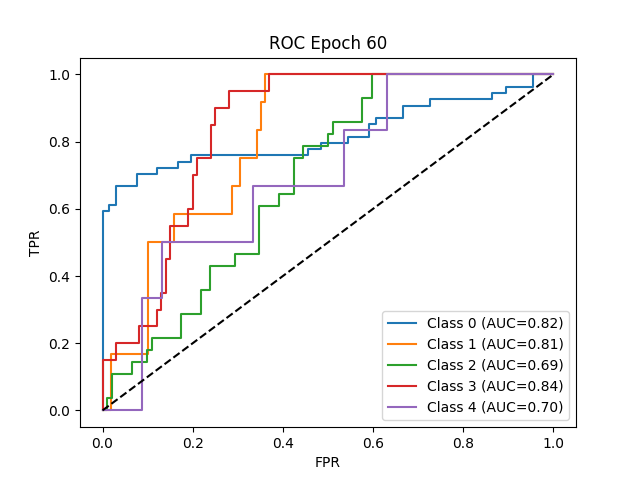 ROC Epoch 60
1.0
0.8
0.6
0.4
0.2
0.0
TPR
0.0 0.2 0.4 0.6 0.8 1.0
FPR
Class 0 (AUC=0.82)
Class 1 (AUC=0.81)
Class 2 (AUC=0.69)
Class 3 (AUC=0.84)
Class 4 (AUC=0.70)